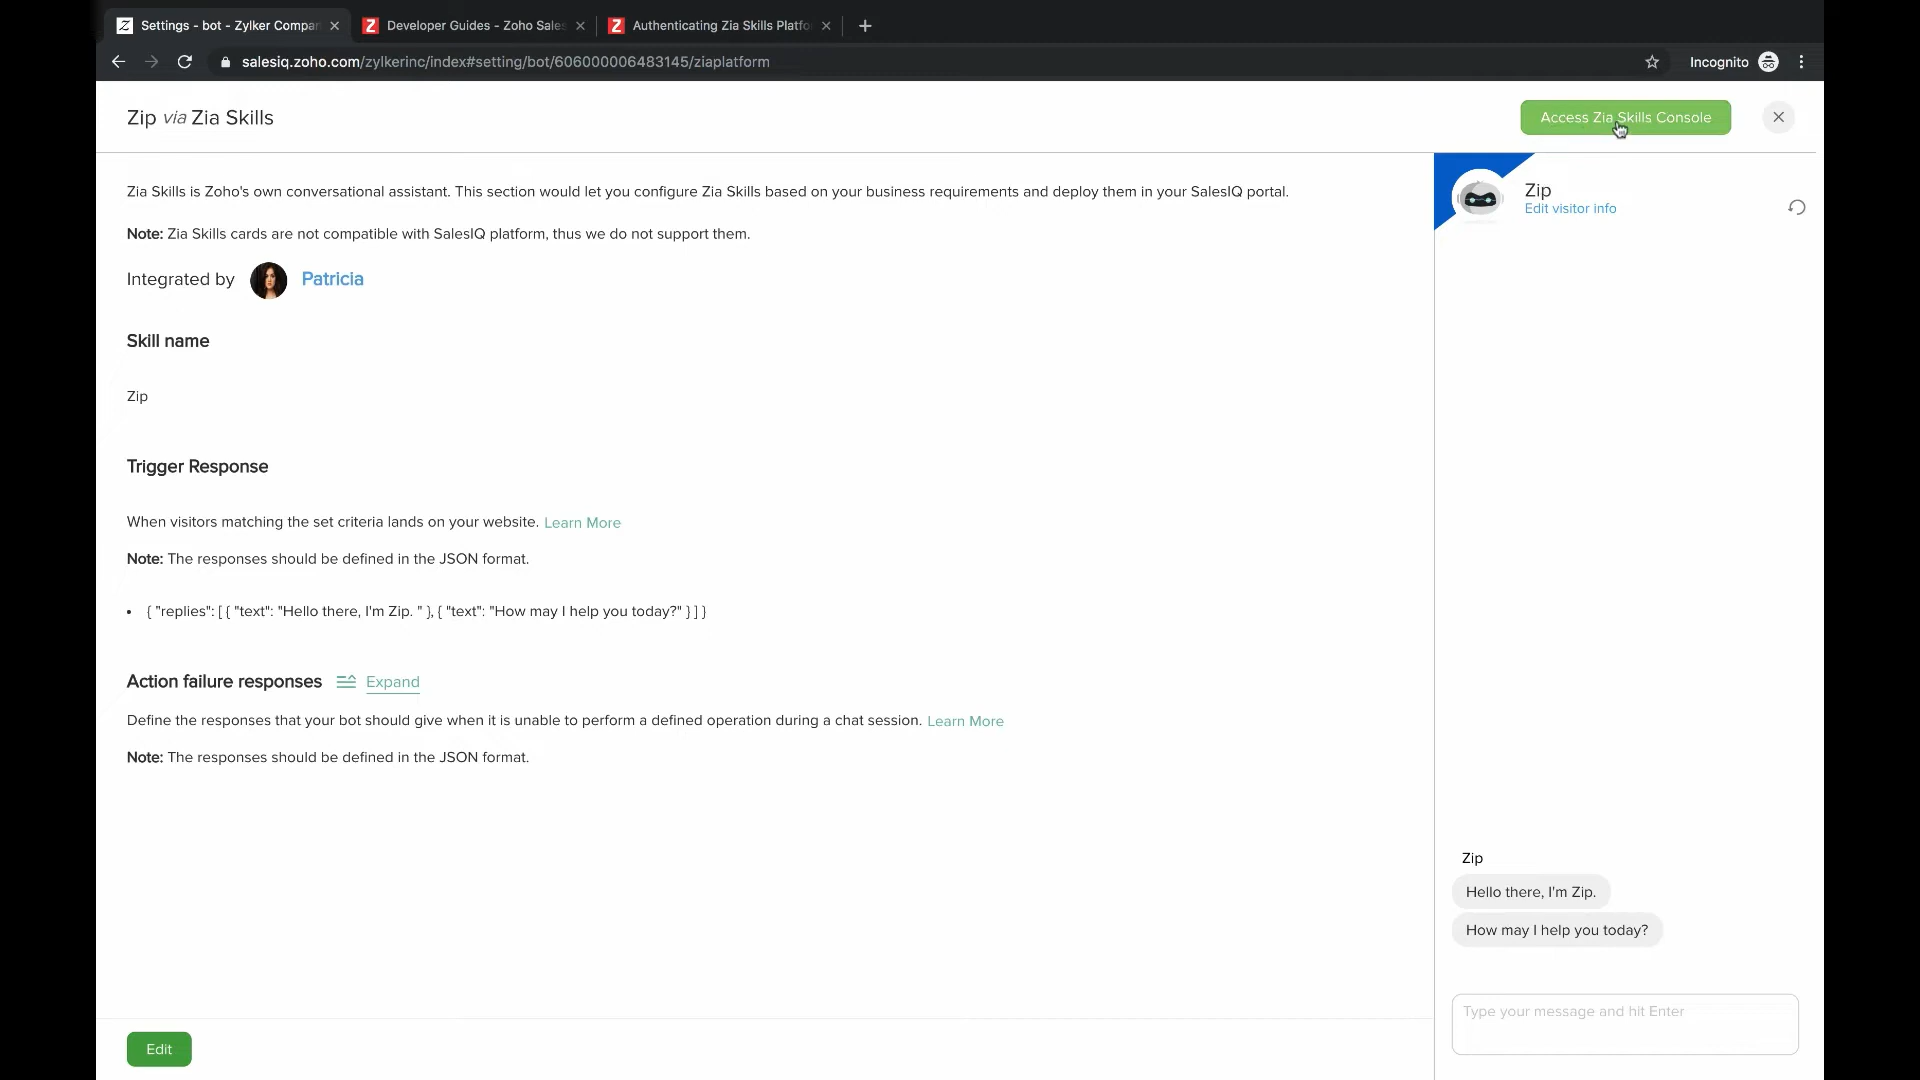 Settings - bot - Zylker Compan
Developer Guides - Zoho Sales
Authenticating Zia Skills Platfo
salesiq.zoho.com/zylkerinc/index#setting/bot/606000006483145/ziaplatform
Incognito
Zip via Zia Skills
Access Zia Skills Console
Zia Skills is Zoho's own conversational assistant. This section would let you configure Zia Skills based on your business requirements and deploy them in your SalesIQ portal.
Note: Zia Skills cards are not compatible with SalesIQ platform, thus we do not support them.
Integrated by Patricia
Skill name
Zip
Trigger Response
When visitors matching the set criteria lands on your website. Learn More
Note: The responses should be defined in the JSON format.
• { "replies": [ { "text": "Hello there, I'm Zip. " }, { "text": "How may I help you today?" } ] }
Action failure responses Expand
Define the responses that your bot should give when it is unable to perform a defined operation during a chat session. Learn More
Note: The responses should be defined in the JSON format.
Edit
Zip
Edit visitor info
Zip
Hello there, I'm Zip.
How may I help you today?
Type your message and hit Enter